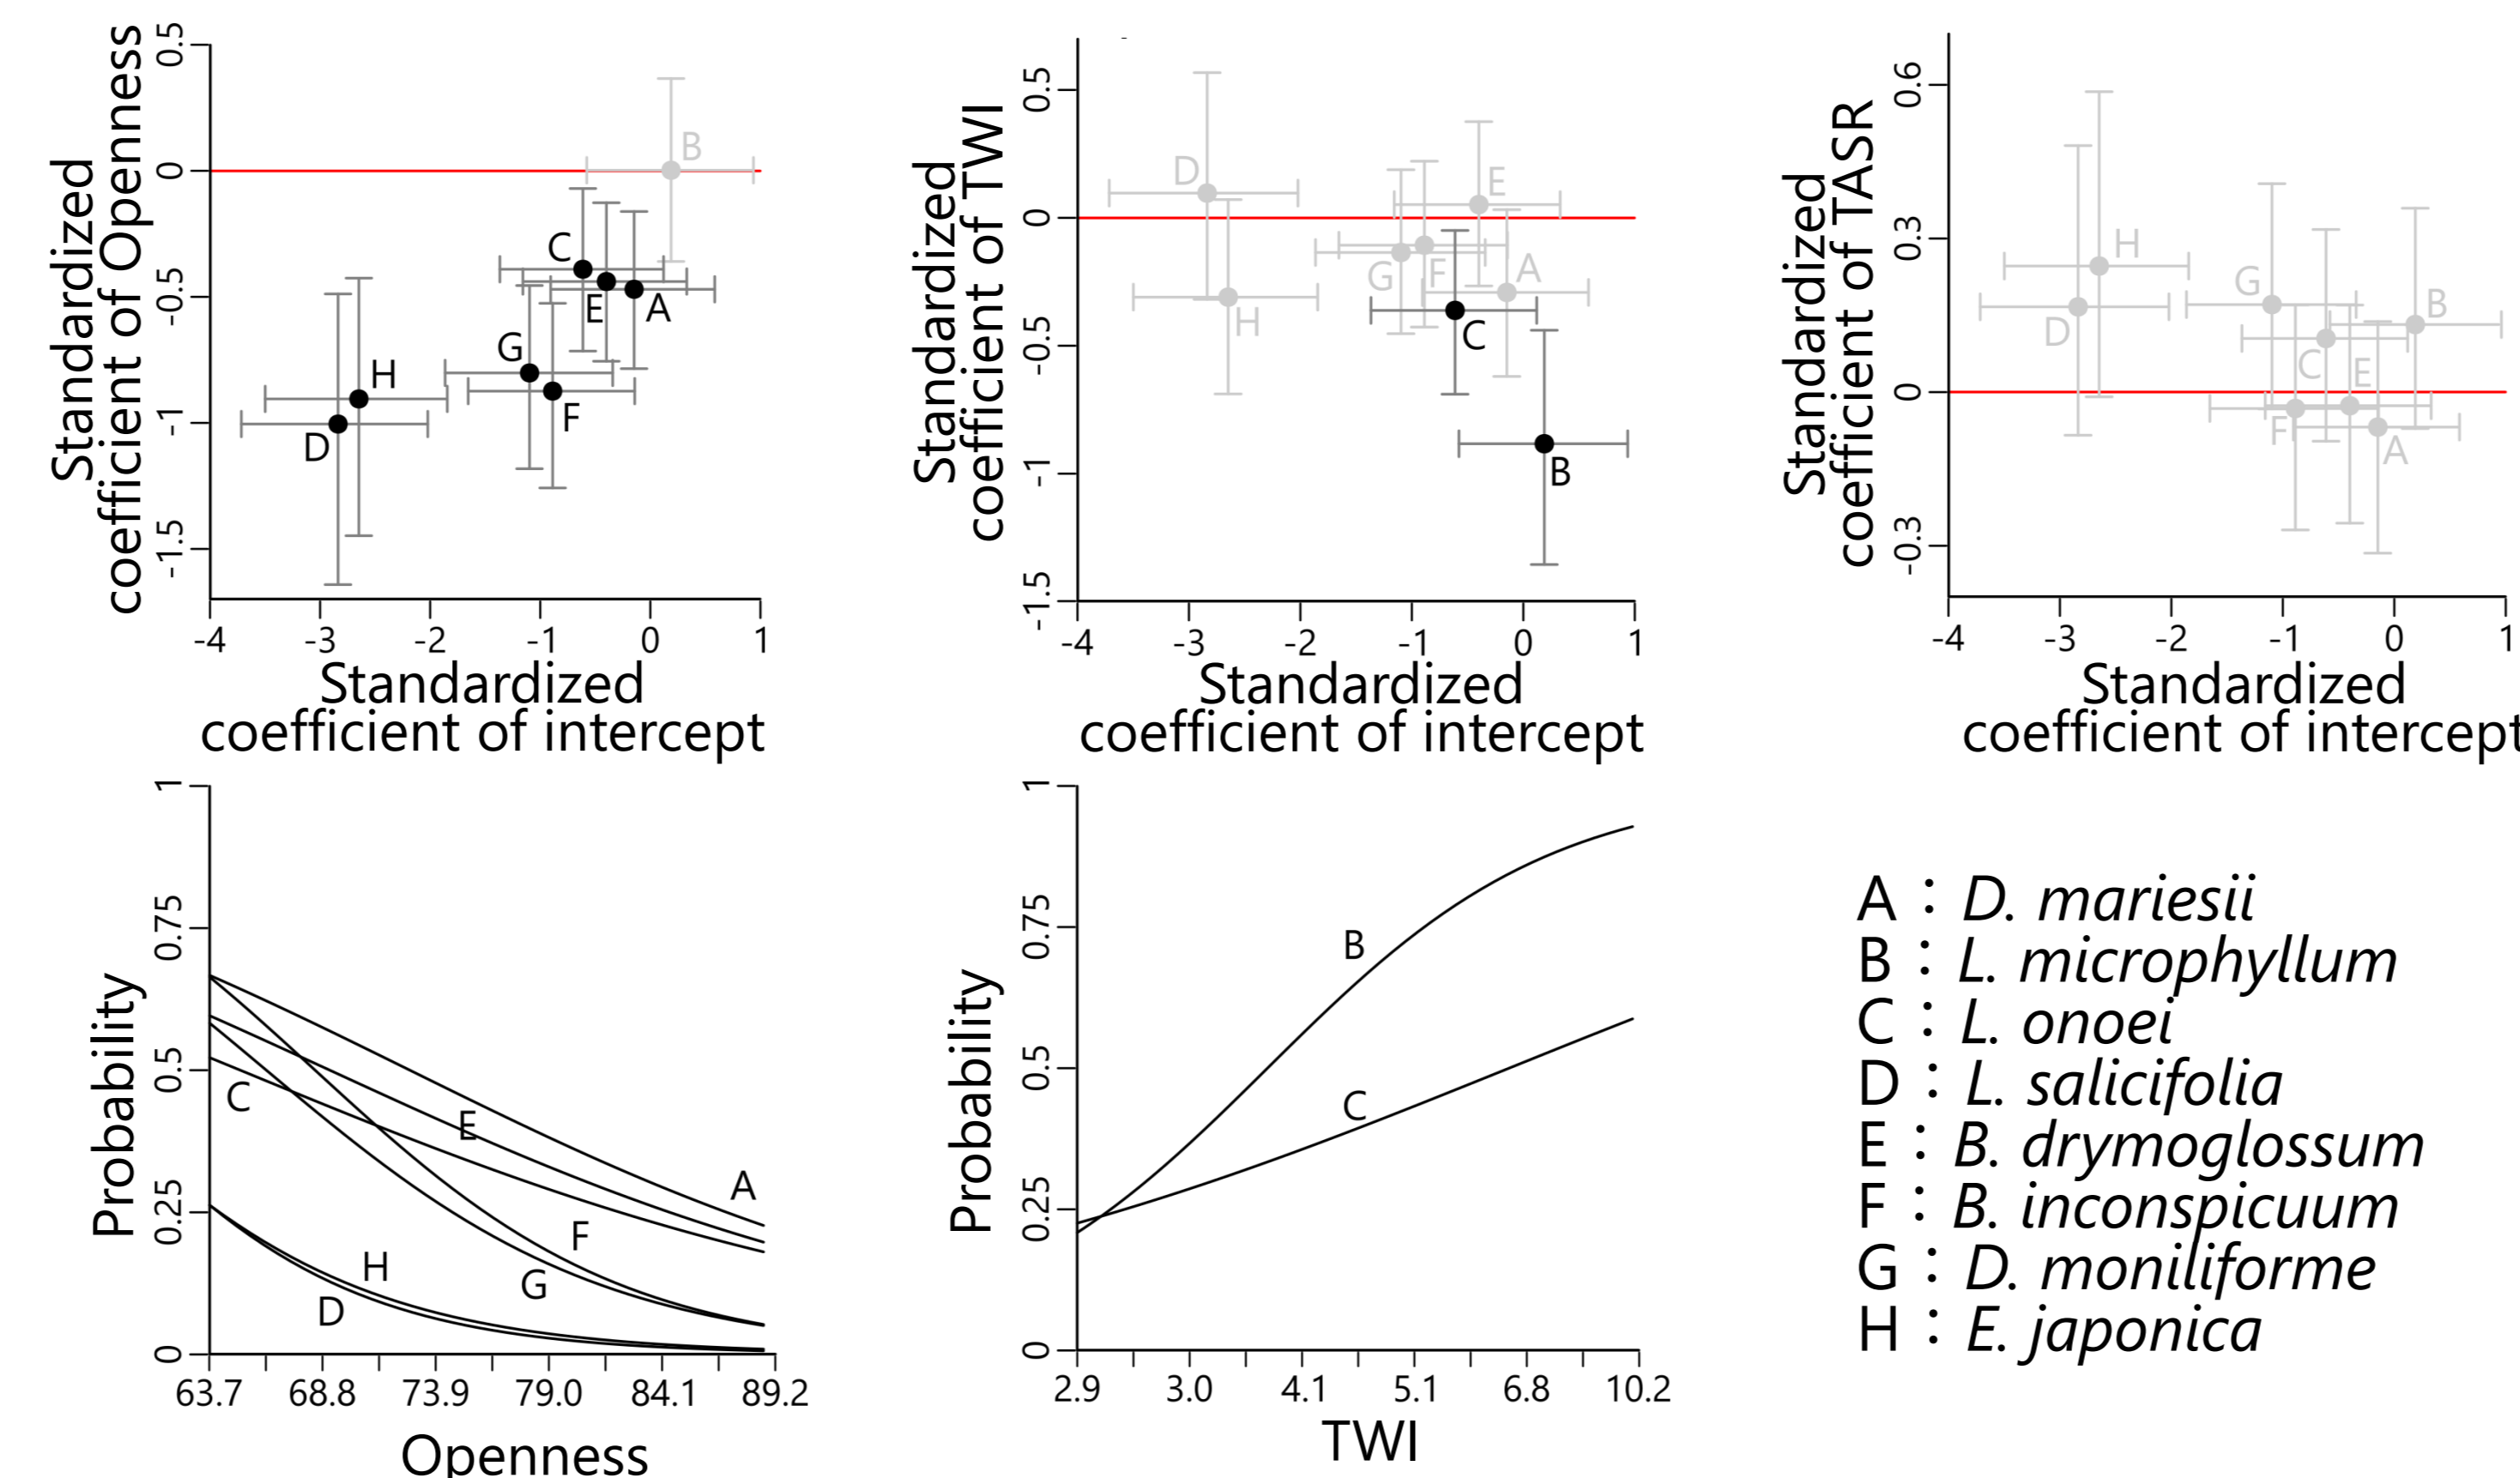 Standardized
coefficient of Openness
0.5
0
-0.5
-1
-1.5
B
C
E
A
G
F
H
D
-4 -3 -2 -1 0 1
Standardized
coefficient of intercept
Standardized
coefficient of TWI
0.5
0
-0.5
-1
-1.5
D
E
G
F
A
H
C
B
-4 -3 -2 -1 0 1
Standardized
coefficient of intercept
Standardized
coefficient of TASR
0.6
0.3
0
-0.3
H
G
B
D
C
E
F
A
-4 -3 -2 -1 0 1
Standardized
coefficient of intercept
Probability
1
0.75
0.5
0.25
0
C
E
A
F
H
G
D
63.7 68.8 73.9 79.0 84.1 89.2
Openness
Probability
1
0.75
0.5
0.25
0
B
C
2.9 3.0 4.1 5.1 6.8 10.2
TWI
A : D. mariesii
B : L. microphyllum
C : L. onoei
D : L. salicifolia
E : B. drymoglossum
F : B. inconspicuum
G : D. moniliforme
H : E. japonica